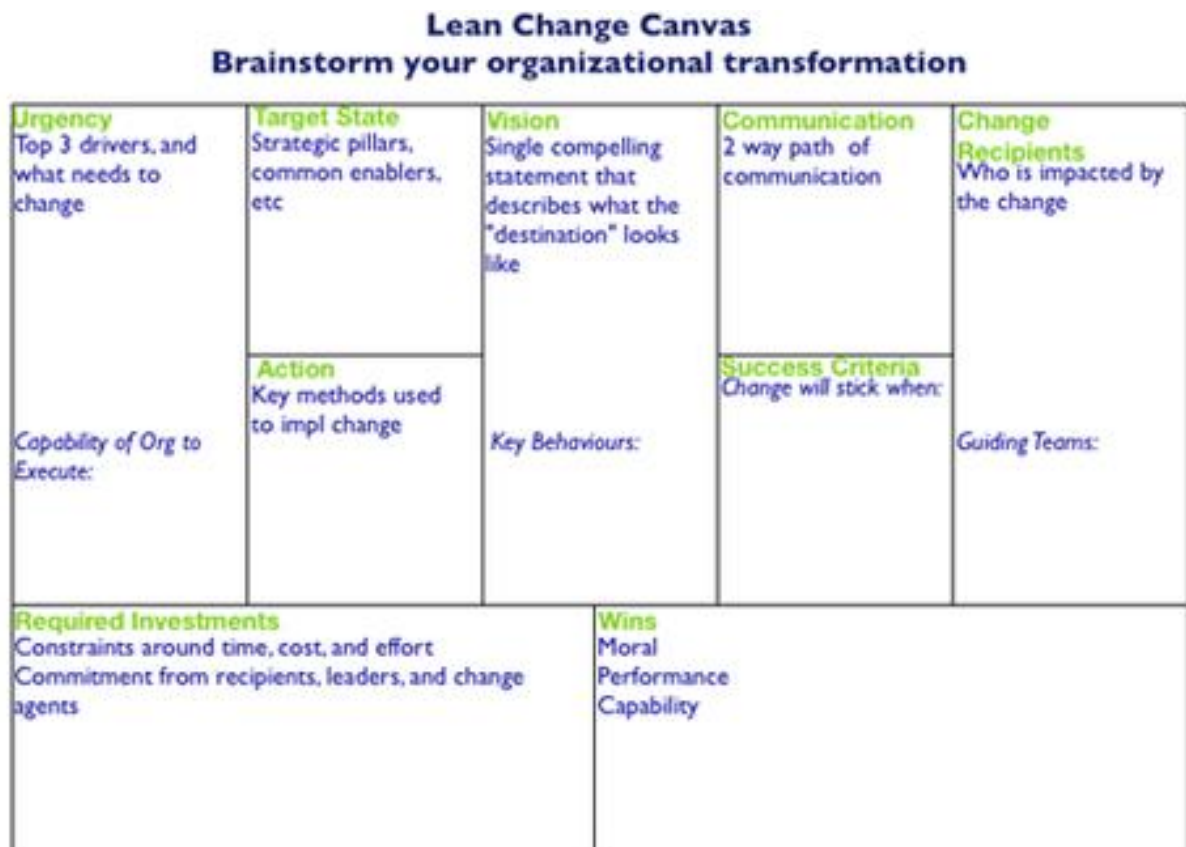 Lean Change Canvas
Brainstorm your organizational transformation
Urgency
Top 3 drivers, and
what needs to
change
Capability of Org to
Execute:
Target State
Strategic pillars,
common enablers,
etc
Action
Key methods used
to impl change
Vision
Single compelling
statement that
describes what the
"destination" looks
like
Key Behaviours:
Communication
2 way path of
communication
Success Criteria
Change will stick when:
Change
Recipients
Who is impacted by
the change
Guiding Teams:
Required Investments
Constraints around time, cost, and effort
Commitment from recipients, leaders, and change
agents
Wins
Moral
Performance
Capability